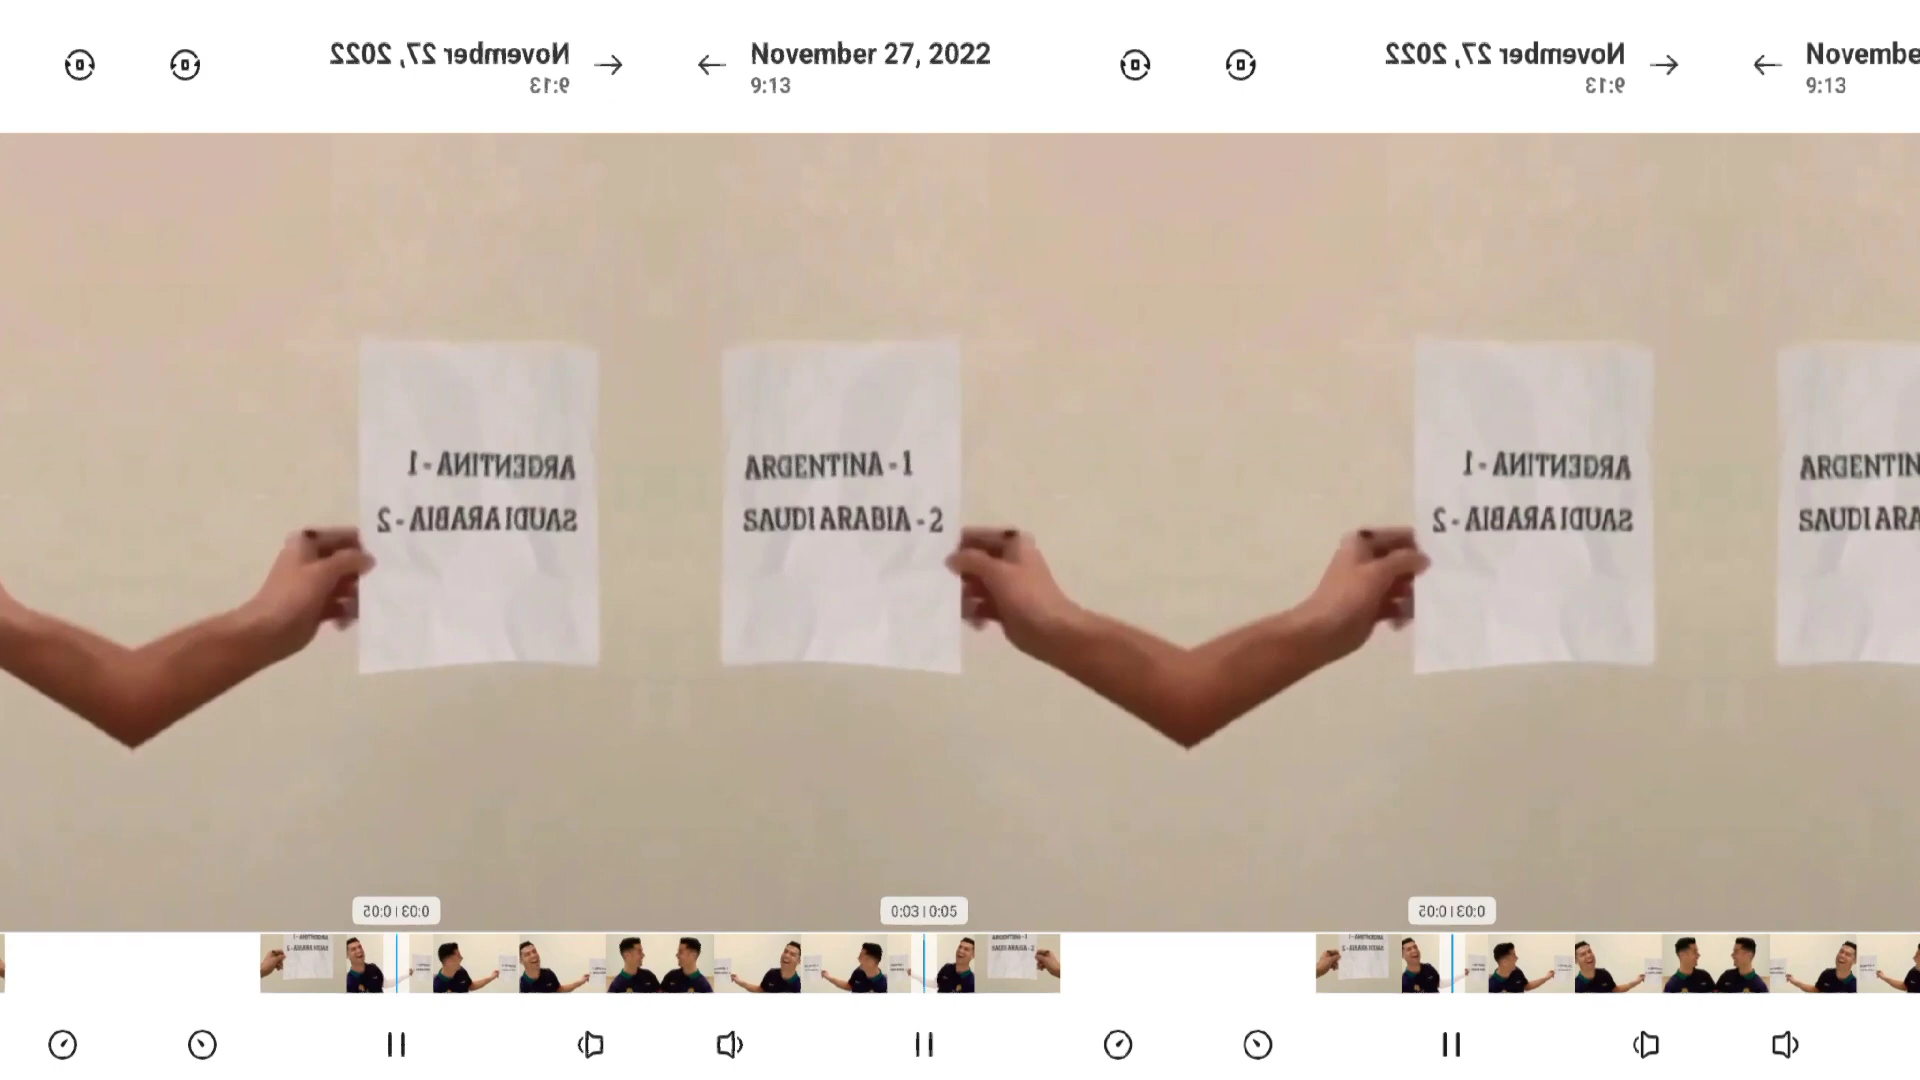 November 27, 2022
9:13
ARGENTINA - 1
SAUDI ARABIA - 2
0:03 | 0:05